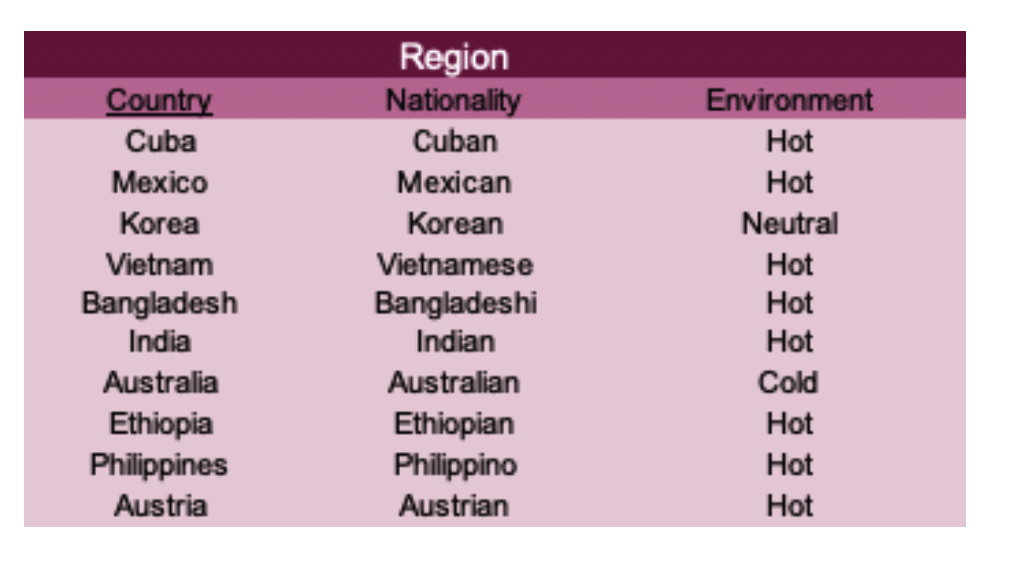 Region
Country Nationality Environment
Cuba Cuban Hot
Mexico Mexican Hot
Korea Korean Neutral
Vietnam Vietnamese Hot
Bangladesh Bangladeshi Hot
India Indian Hot
Australia Australian Cold
Ethiopia Ethiopian Hot
Philippines Philippino Hot
Austria Austrian Hot